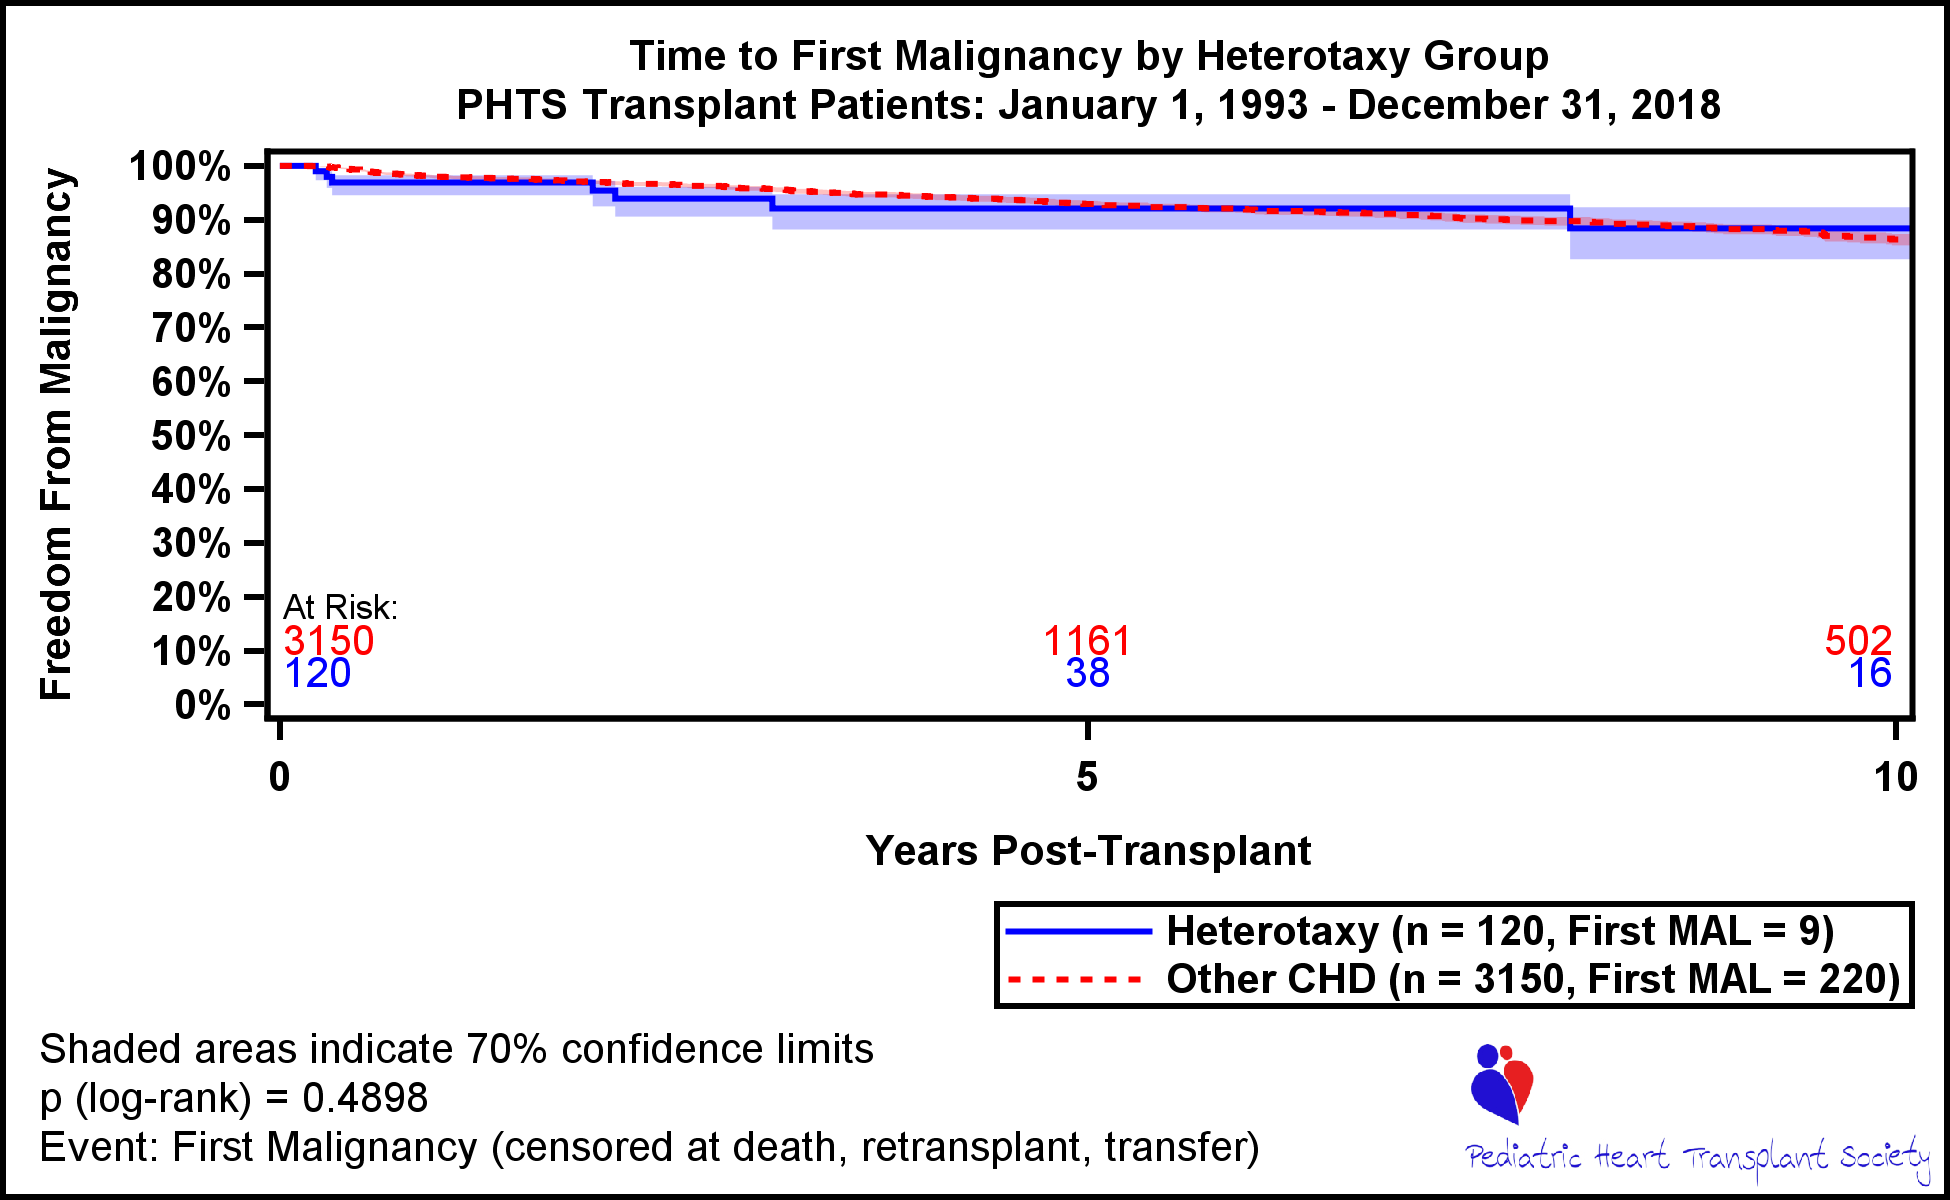 Time to First Malignancy by Heterotaxy Group
PHTS Transplant Patients: January 1, 1993 - December 31, 2018
Freedom From Malignancy
100%
90%
80%
70%
60%
50%
40%
30%
20%
10%
0%
At Risk:
3150 1161 502
120 38 16
0 5 10
Years Post-Transplant
Heterotaxy (n = 120, First MAL = 9)
Other CHD (n = 3150, First MAL = 220)
Shaded areas indicate 70% confidence limits
p (log-rank) = 0.4898
Event: First Malignancy (censored at death, retransplant, transfer)
Pediatric Heart Transplant Society